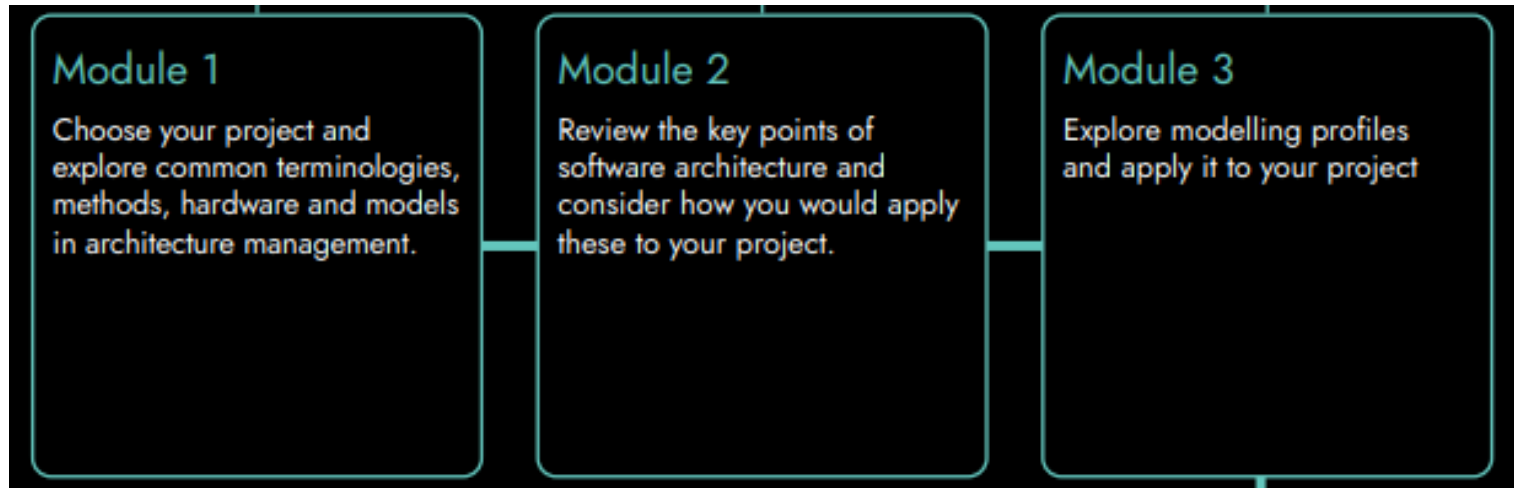 Module 1
Choose your project and
explore common terminologies,
methods, hardware and models
in architecture management.
Module 2
Review the key points of
software architecture and
consider how you would apply
these to your project.
Module 3
Explore modelling profiles
and apply it to your project